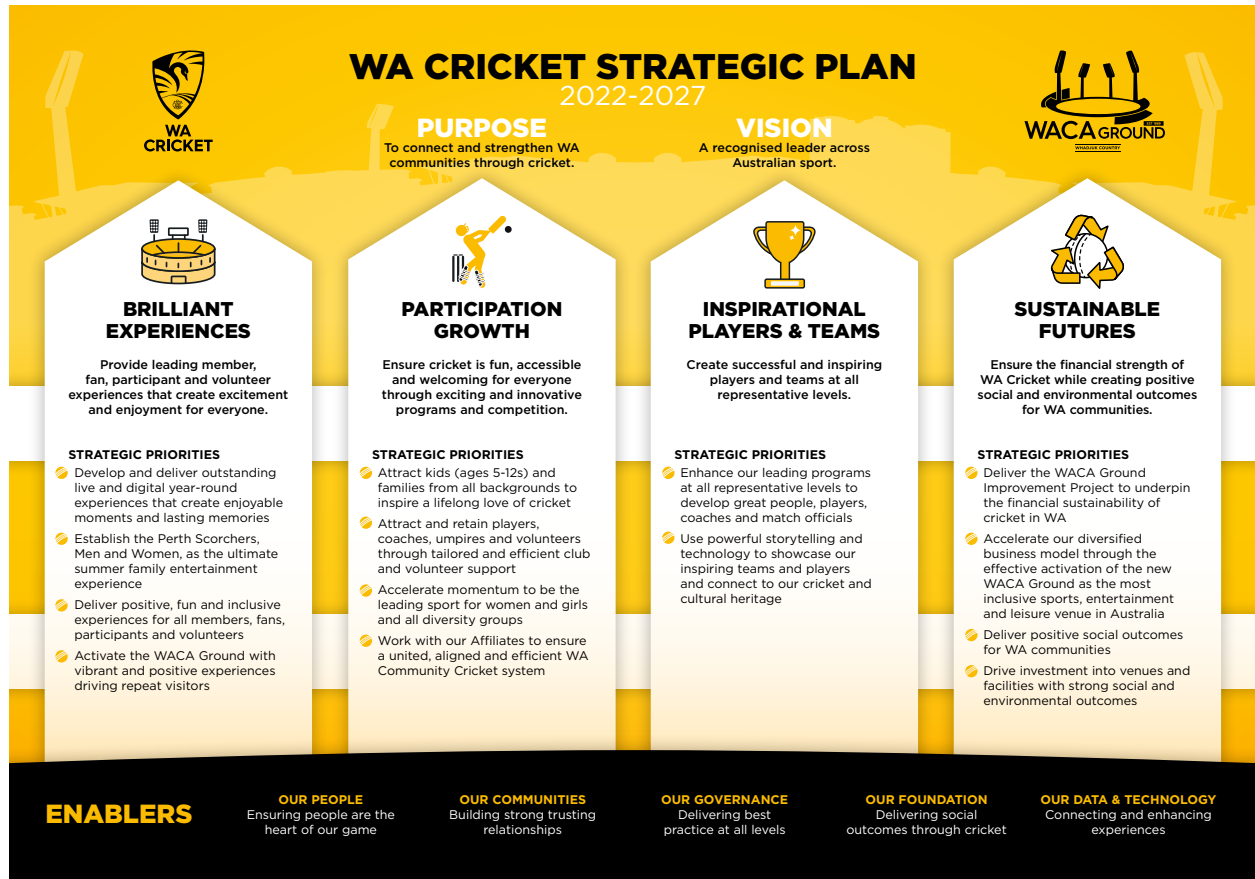 WA CRICKET STRATEGIC PLAN
2022-2027
WA
CRICKET
PURPOSE
To connect and strengthen WA
communities through cricket.
VISION
A recognised leader across
Australian sport.
WACA GROUND
EST 1893
WHADJUK COUNTRY
BRILLIANT
EXPERIENCES
Provide leading member,
fan, participant and volunteer
experiences that create excitement
and enjoyment for everyone.
STRATEGIC PRIORITIES
Develop and deliver outstanding
live and digital year-round
experiences that create enjoyable
moments and lasting memories
Establish the Perth Scorchers,
Men and Women, as the ultimate
summer family entertainment
experience
Deliver positive, fun and inclusive
experiences for all members, fans,
participants and volunteers
Activate the WACA Ground with
vibrant and positive experiences
driving repeat visitors
PARTICIPATION
GROWTH
Ensure cricket is fun, accessible
and welcoming for everyone
through exciting and innovative
programs and competition.
STRATEGIC PRIORITIES
Attract kids (ages 5-12s) and
families from all backgrounds to
inspire a lifelong love of cricket
Attract and retain players,
coaches, umpires and volunteers
through tailored and efficient club
and volunteer support
Accelerate momentum to be the
leading sport for women and girls
and all diversity groups
Work with our Affiliates to ensure
a united, aligned and efficient WA
Community Cricket system
INSPIRATIONAL
PLAYERS & TEAMS
Create successful and inspiring
players and teams at all
representative levels.
STRATEGIC PRIORITIES
Enhance our leading programs
at all representative levels to
develop great people, players,
coaches and match officials
Use powerful storytelling and
technology to showcase our
inspiring teams and players
and connect to our cricket and
cultural heritage
SUSTAINABLE
FUTURES
Ensure the financial strength of
WA Cricket while creating positive
social and environmental outcomes
for WA communities.
STRATEGIC PRIORITIES
Deliver the WACA Ground
Improvement Project to underpin
the financial sustainability of
cricket in WA
Accelerate our diversified
business model through the
effective activation of the new
WACA Ground as the most
inclusive sports, entertainment
and leisure venue in Australia
Deliver positive social outcomes
for WA communities
Drive investment into venues and
facilities with strong social and
environmental outcomes
ENABLERS
OUR PEOPLE
Ensuring people are the
heart of our game
OUR COMMUNITIES
Building strong trusting
relationships
OUR GOVERNANCE
Delivering best
practice at all levels
OUR FOUNDATION
Delivering social
outcomes through cricket
OUR DATA & TECHNOLOGY
Connecting and enhancing
experiences